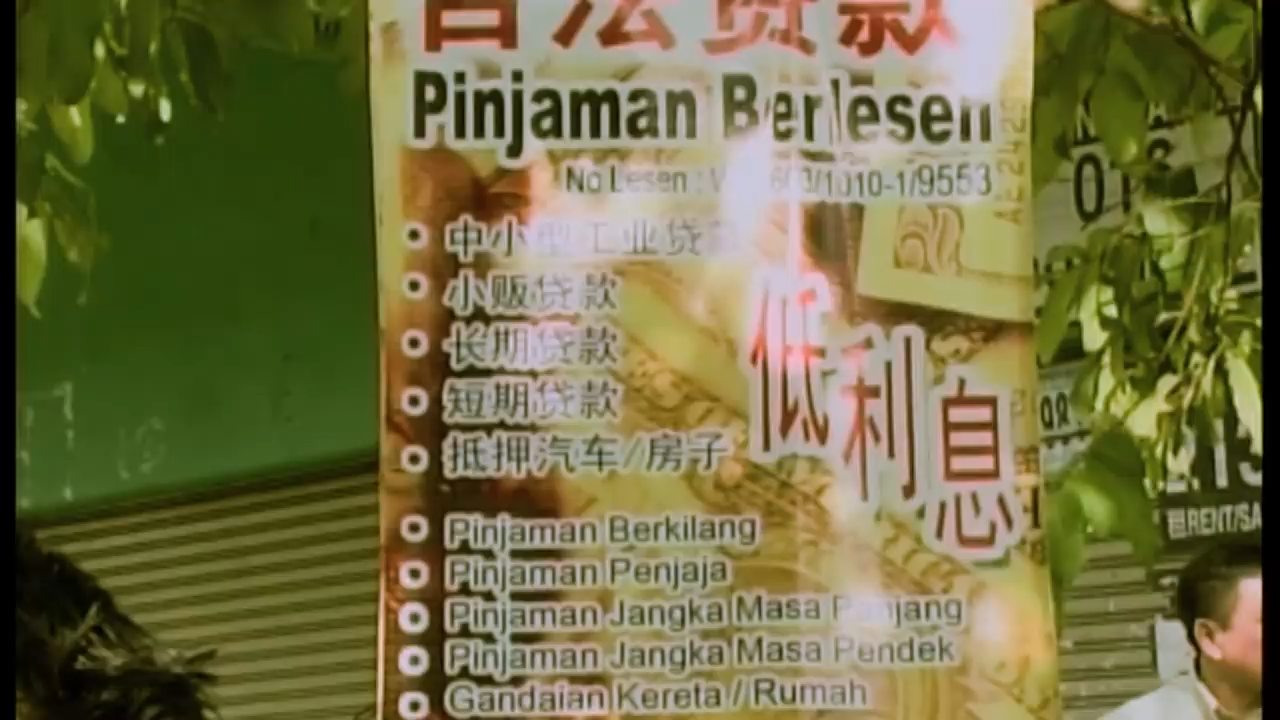 合法贷款
Pinjaman Berlesen
No Lesen : /1010-1/9553
中小型工业贷款
小贩贷款
长期贷款
短期贷款
抵押汽车/房子
低利息
Pinjaman Berkilang
Pinjaman Penjaja
Pinjaman Jangka Masa Panjang
Pinjaman Jangka Masa Pendek
Gandaian Kereta / Rumah